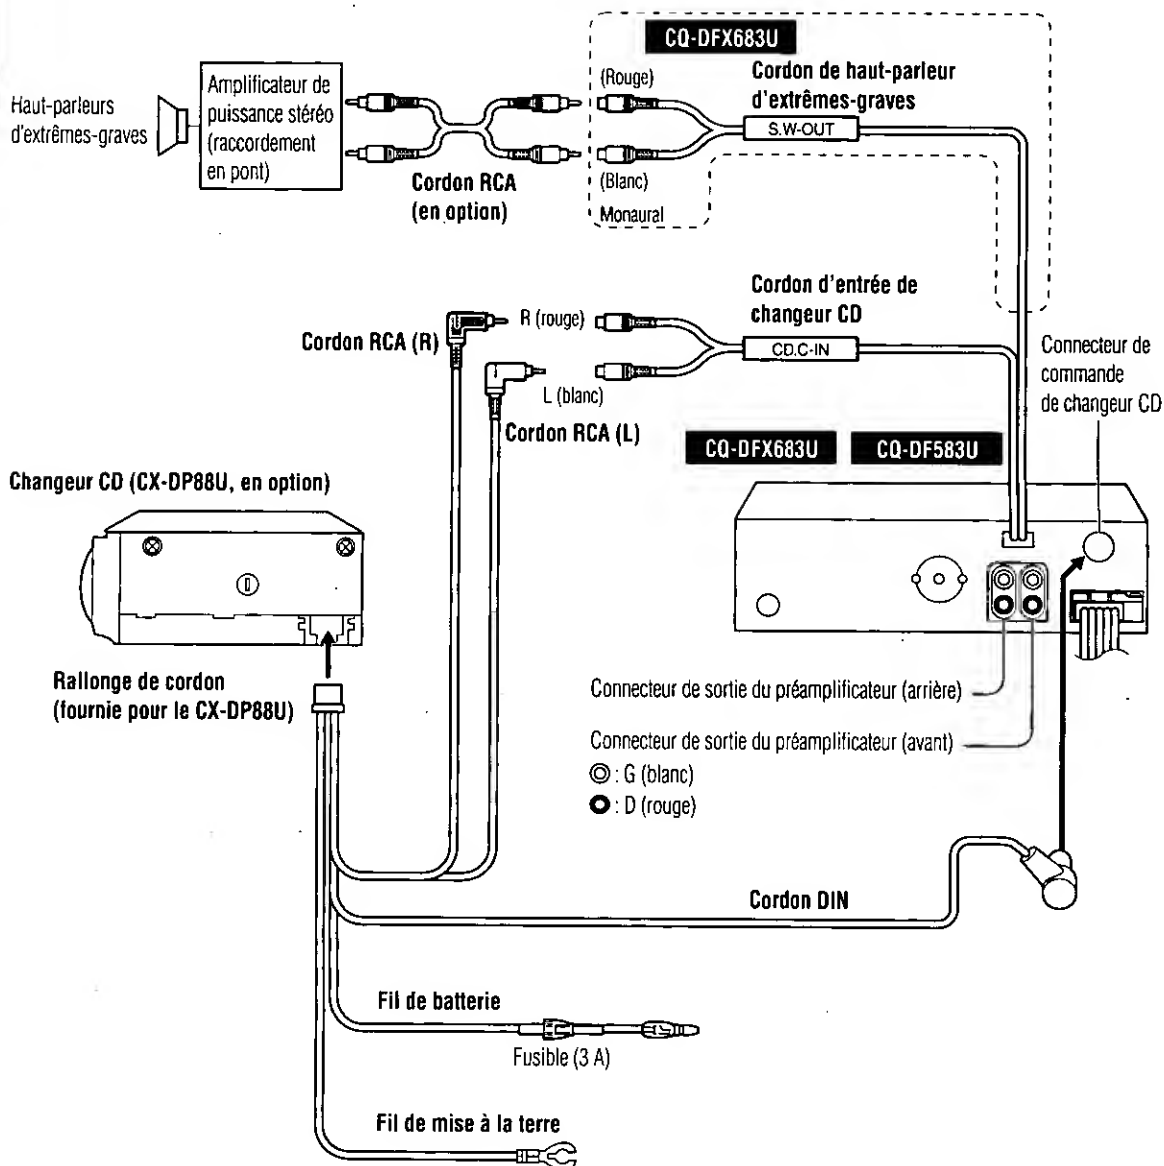 CQ-DFX683U
Haut-parleurs
d'extrêmes-graves
Amplificateur de
puissance stéréo
(raccordement
en pont)
Cordon RCA
(en option)
(Rouge)
(Blanc)
Monaural
Cordon de haut-parleur
d'extrêmes-graves
S.W-OUT
Cordon d'entrée de
changeur CD
CD.C-IN
Cordon RCA (R)
R (rouge)
L (blanc)
Cordon RCA (L)
Connecteur de
commande
de changeur CD
CQ-DFX683U
CQ-DF583U
Changeur CD (CX-DP88U, en option)
Rallonge de cordon
(fournie pour le CX-DP88U)
Connecteur de sortie du préamplificateur (arrière)
Connecteur de sortie du préamplificateur (avant)
: G (blanc)
: D (rouge)
Cordon DIN
Fil de batterie
Fusible (3 A)
Fil de mise à la terre